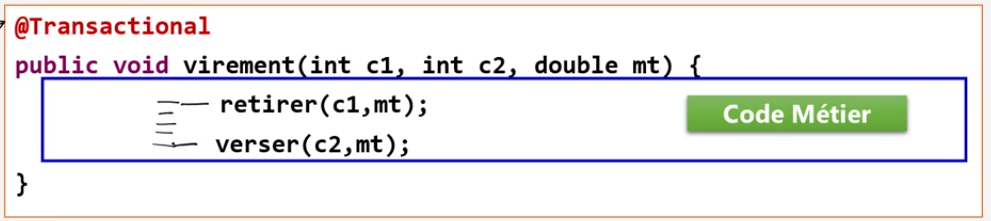 @Transactional
public void virement(int c1, int c2, double mt) {
retirer(c1,mt);
Code Métier
verser(c2,mt);
}